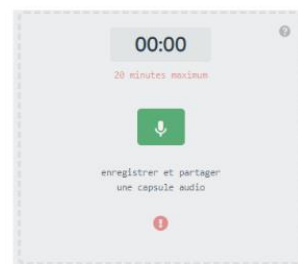 00:00
?
20 minutes maximum
enregistrer et partager
une capsule audio
!